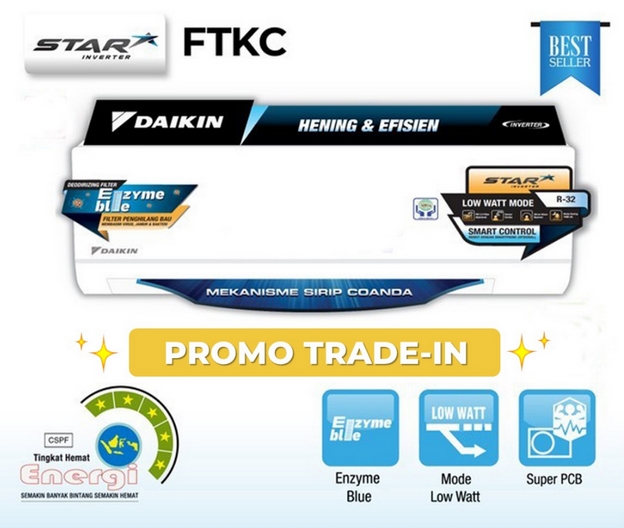 STAR
INVERTER
FTKC
BEST
SELLER
DAIKIN
HENING & EFISIEN
INVERTER
DEODRIZING FILTER
Enzyme
blue
FILTER PENGHILANG BAU
STAR
INVERTER
LOW WATT MODE
R-32
SMART CONTROL
DAIKIN
MEKANISME SIRIP COANDA
PROMO TRADE-IN
CSPF
Tingkat Hemat
Energi
SEMAKIN BANYAK BINTANG SEMAKIN HEMAT
Enzyme
blue
LOW WATT
Enzyme
Blue
Mode
Low Watt
Super PCB